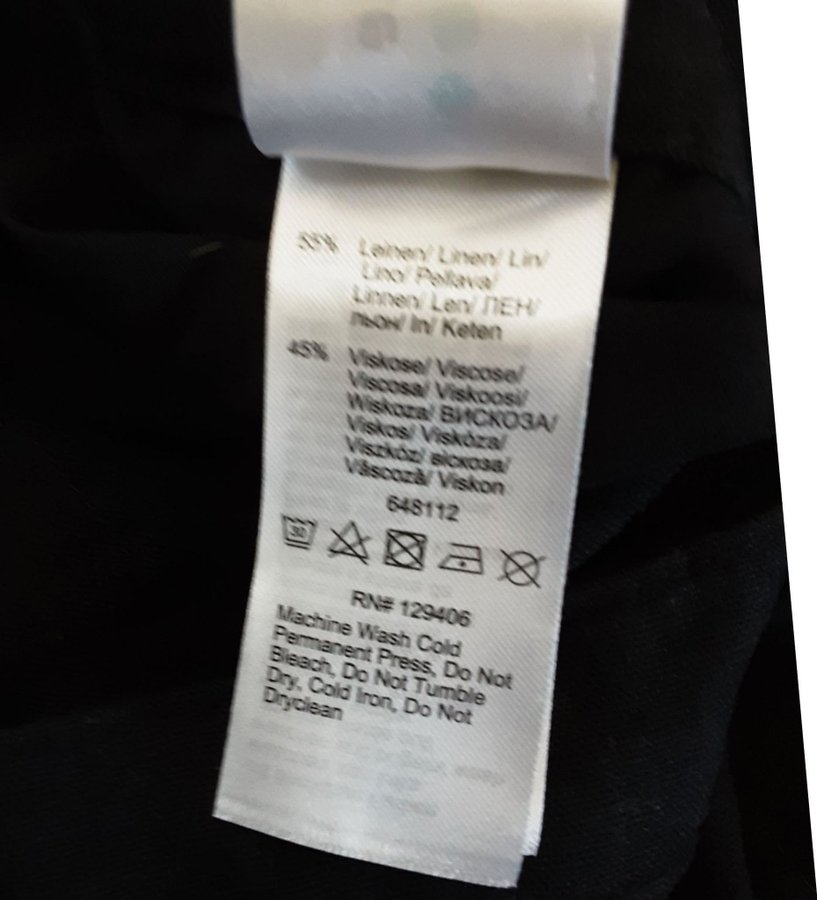 55% Leinen/ Linen/ Lin/
Lino/ Pellava/
Linnen/ Len/ ЛЕН/
льон/ In/ Keten
45% Viskose/ Viscose/
Viscosa/ Viskoosi/
Wiskoza/ ВИСКОЗА/
Viskos/ Viskóza/
Viszkóz/ віскоза/
Vâscoză/ Viskon
648112
30
RN# 129406
Machine Wash Cold
Permanent Press, Do Not
Bleach, Do Not Tumble
Dry, Cold Iron, Do Not
Dryclean